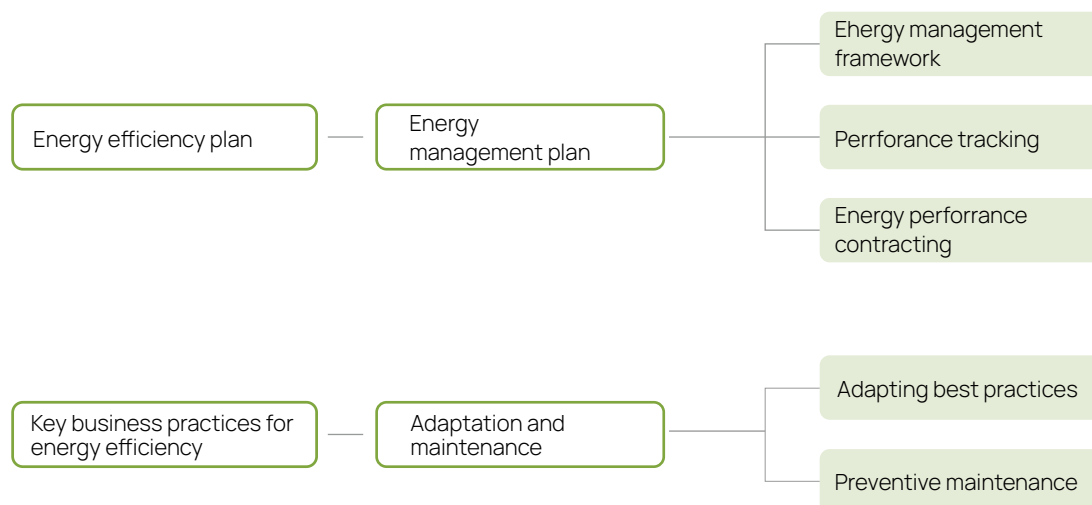 Ehergy management
framework
Energy efficiency plan
Energy
management plan
Perrforance tracking
Energy perforrance
contracting
Key business practices for
energy efficiency
Adaptation and
maintenance
Adapting best practices
Preventive maintenance